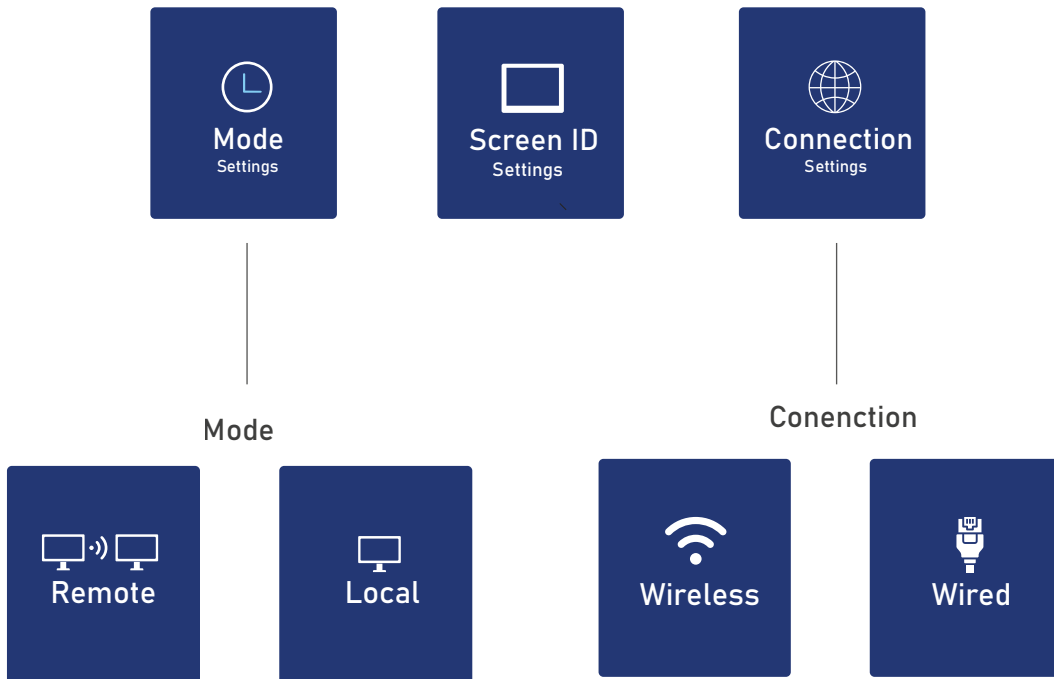 Mode
Settings
Screen ID
Settings
Connection
Settings
Mode
Conenction
Remote
Local
Wireless
Wired